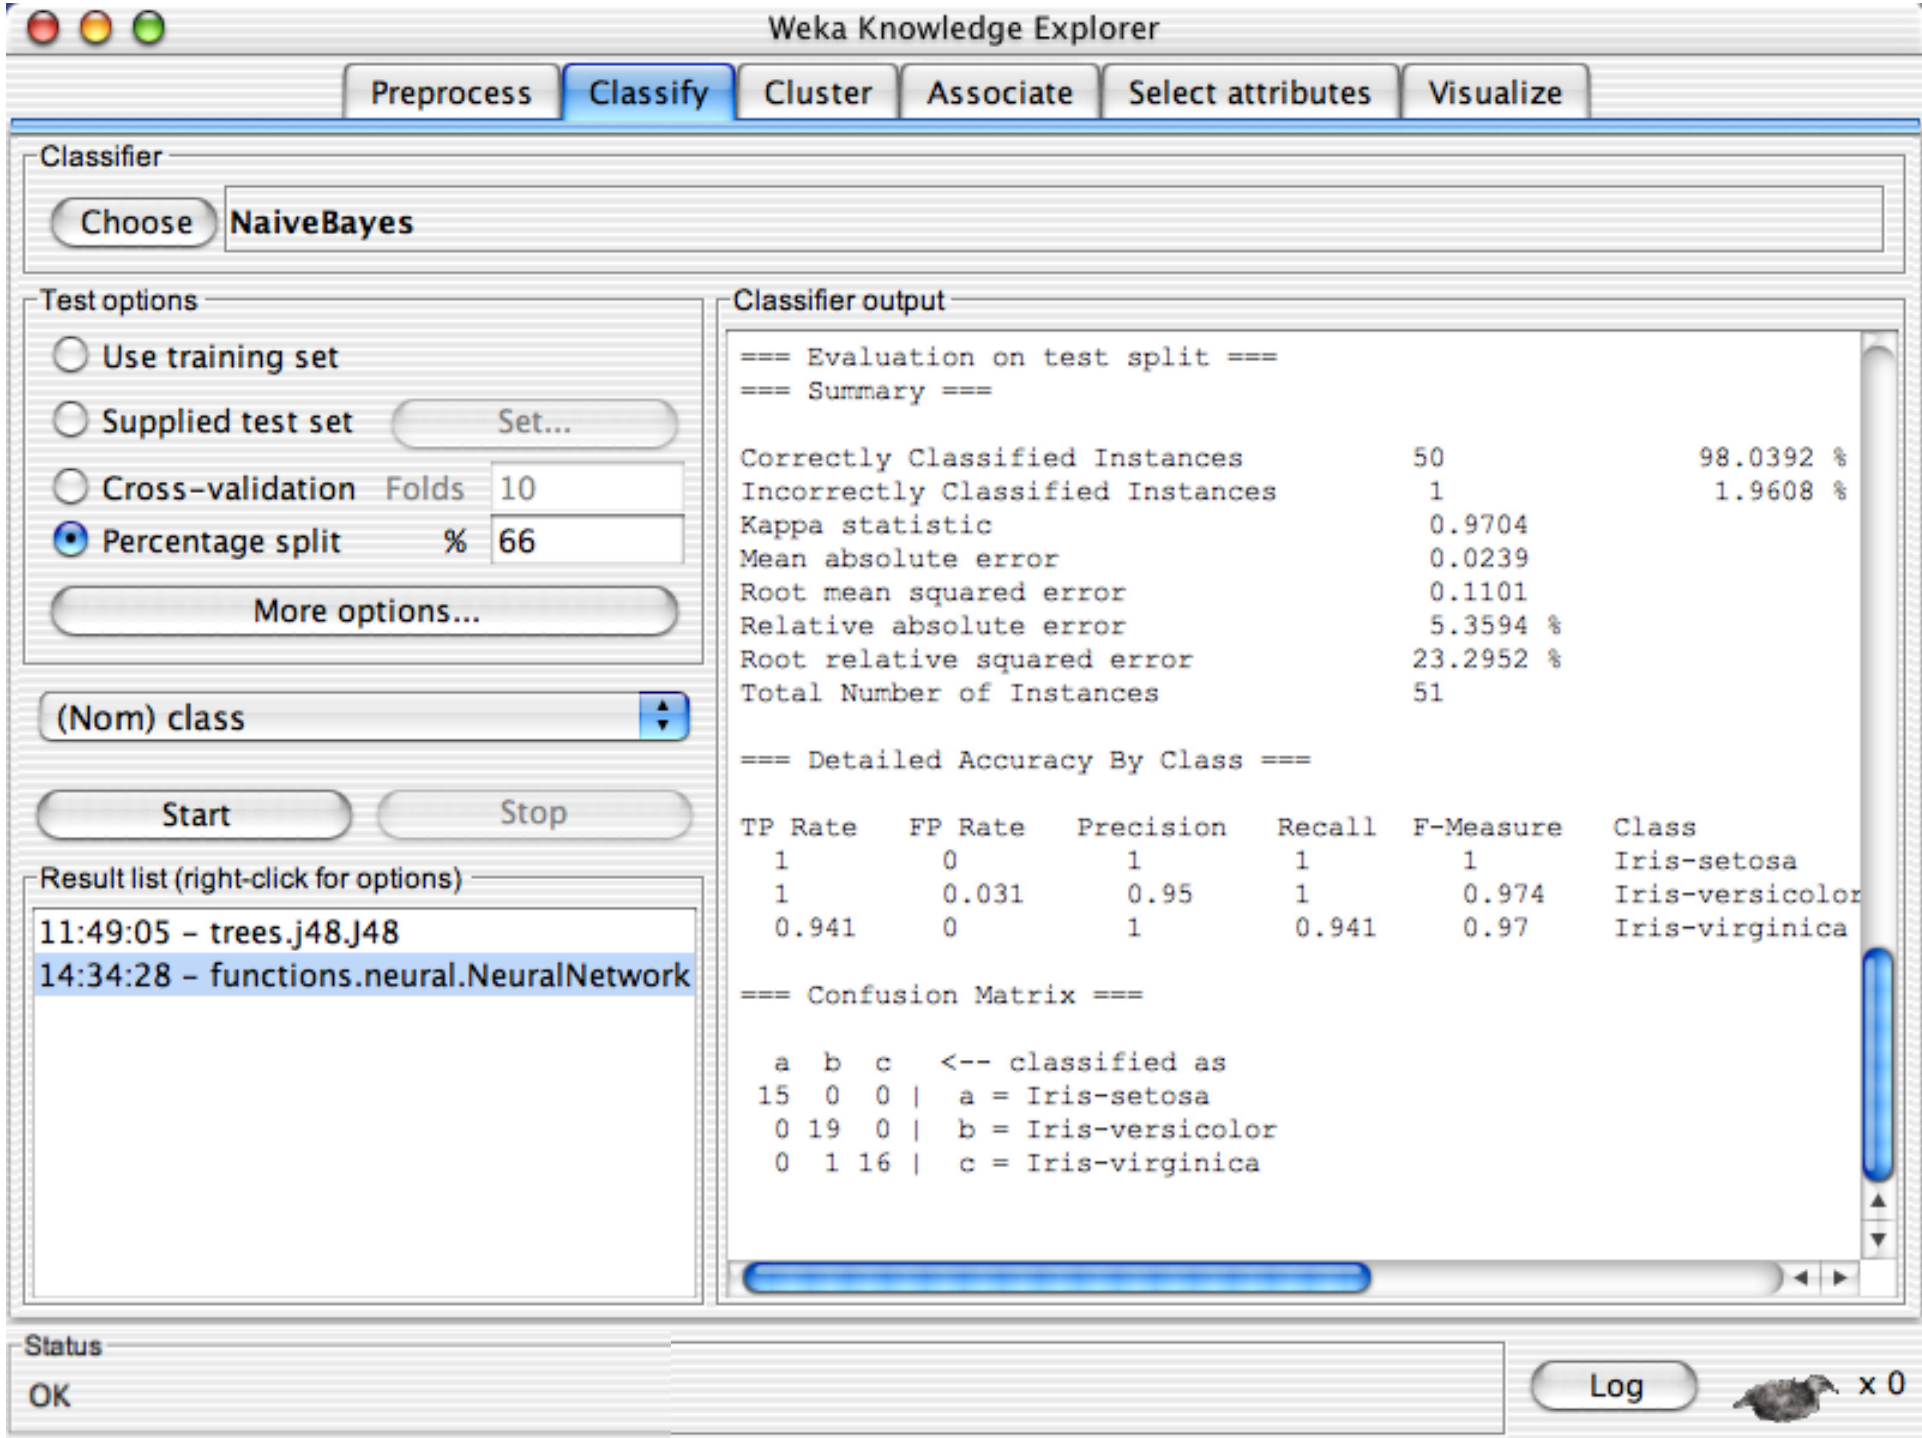 Weka Knowledge Explorer
Preprocess Classify Cluster Associate Select attributes Visualize
Classifier
Choose NaiveBayes
Test options
Use training set
Supplied test set Set...
Cross-validation Folds 10
Percentage split % 66
More options...
(Nom) class
Start Stop
Result list (right-click for options)
11:49:05 – trees.j48.J48
14:34:28 – functions.neural.NeuralNetwork
Classifier output
=== Evaluation on test split ===
=== Summary ===
Correctly Classified Instances 50 98.0392 %
Incorrectly Classified Instances 1 1.9608 %
Kappa statistic 0.9704
Mean absolute error 0.0239
Root mean squared error 0.1101
Relative absolute error 5.3594 %
Root relative squared error 23.2952 %
Total Number of Instances 51
=== Detailed Accuracy By Class ===
TP Rate FP Rate Precision Recall F-Measure Class
1 0 1 1 1 Iris-setosa
1 0.031 0.95 1 0.974 Iris-versicolor
0.941 0 1 0.941 0.97 Iris-virginica
=== Confusion Matrix ===
a b c <-- classified as
15 0 0 | a = Iris-setosa
0 19 0 | b = Iris-versicolor
0 1 16 | c = Iris-virginica
Status
OK
Log x 0